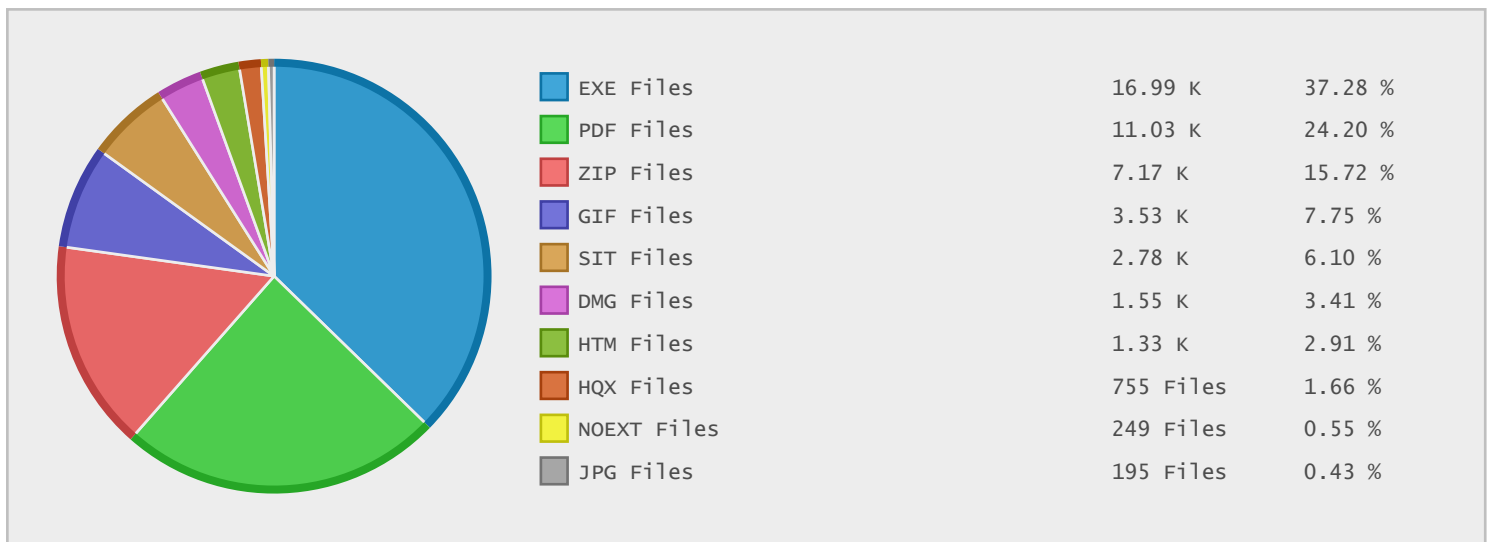 EXE Files 16.99 K 37.28 %
PDF Files 11.03 K 24.20 %
ZIP Files 7.17 K 15.72 %
GIF Files 3.53 K 7.75 %
SIT Files 2.78 K 6.10 %
DMG Files 1.55 K 3.41 %
HTM Files 1.33 K 2.91 %
HQX Files 755 Files 1.66 %
NOEXT Files 249 Files 0.55 %
JPG Files 195 Files 0.43 %